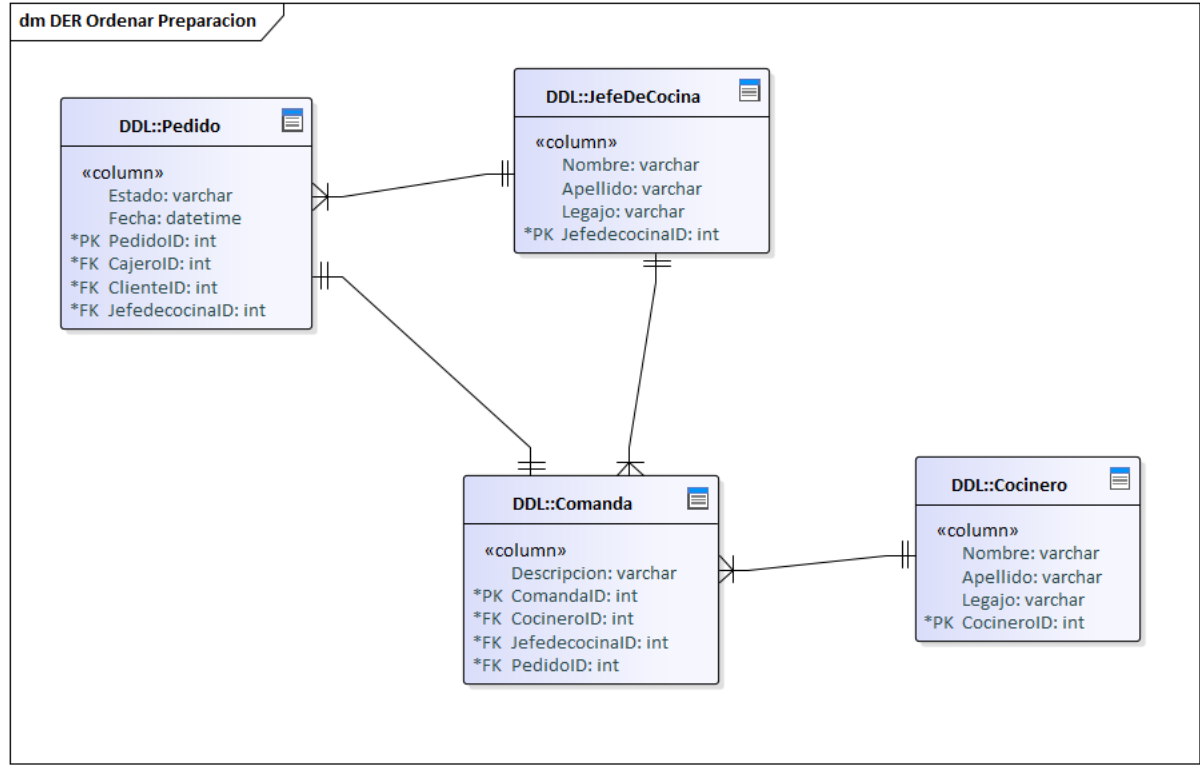 dm DER Ordenar Preparacion
DDL::Pedido
«column»
Estado: varchar
Fecha: datetime
*PK PedidoID: int
*FK CajeroID: int
*FK ClienteID: int
*FK JefedecocinaID: int
DDL::JefeDeCocina
«column»
Nombre: varchar
Apellido: varchar
Legajo: varchar
*PK JefedecocinaID: int
DDL::Comanda
«column»
Descripcion: varchar
*PK ComandaID: int
*FK CocineroID: int
*FK JefedecocinaID: int
*FK PedidoID: int
DDL::Cocinero
«column»
Nombre: varchar
Apellido: varchar
Legajo: varchar
*PK CocineroID: int